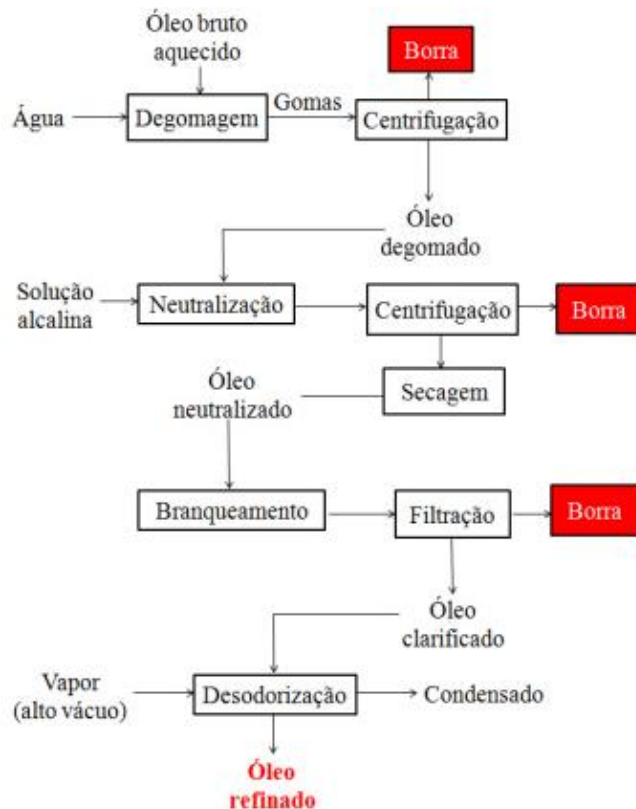 Óleo bruto
aquecido
Borra
Água
Degomagem
Gomas
Centrifugação
Óleo
degomado
Solução
alcalina
Neutralização
Centrifugação
Borra
Óleo
neutralizado
Secagem
Branqueamento
Filtração
Borra
Óleo
clarificado
Vapor
(alto vácuo)
Desodorização
Condensado
Óleo
refinado